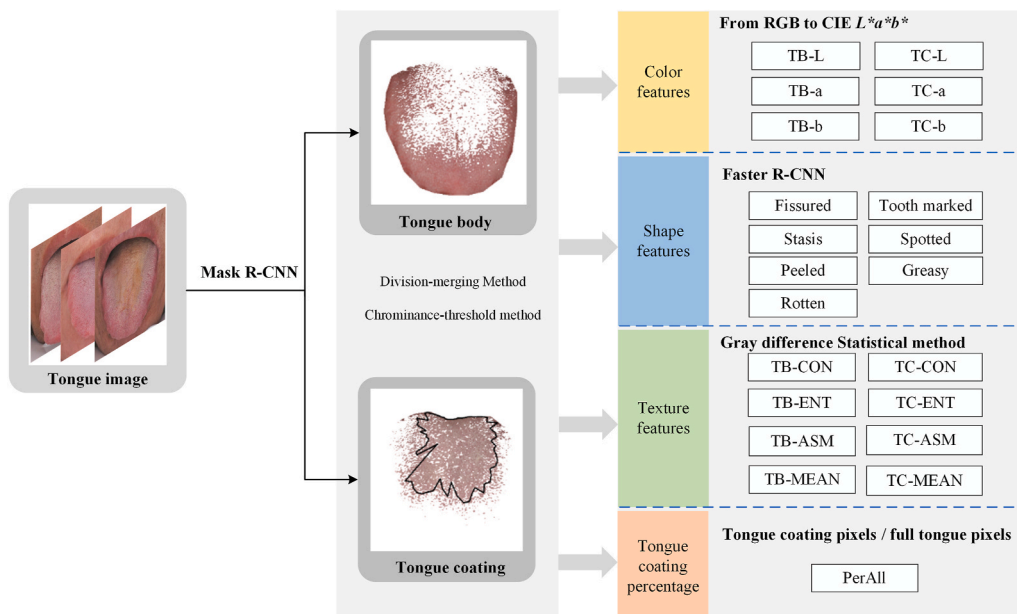 Tongue image
Mask R-CNN
Tongue body
Division-merging Method
Chrominance-threshold method
Tongue coating
Color
features
From RGB to CIE L*a*b*
TB-L TC-L
TB-a TC-a
TB-b TC-b
Shape
features
Faster R-CNN
Fissured Tooth marked
Stasis Spotted
Peeled Greasy
Rotten
Texture
features
Gray difference Statistical method
TB-CON TC-CON
TB-ENT TC-ENT
TB-ASM TC-ASM
TB-MEAN TC-MEAN
Tongue
coating
percentage
Tongue coating pixels / full tongue pixels
PerAll